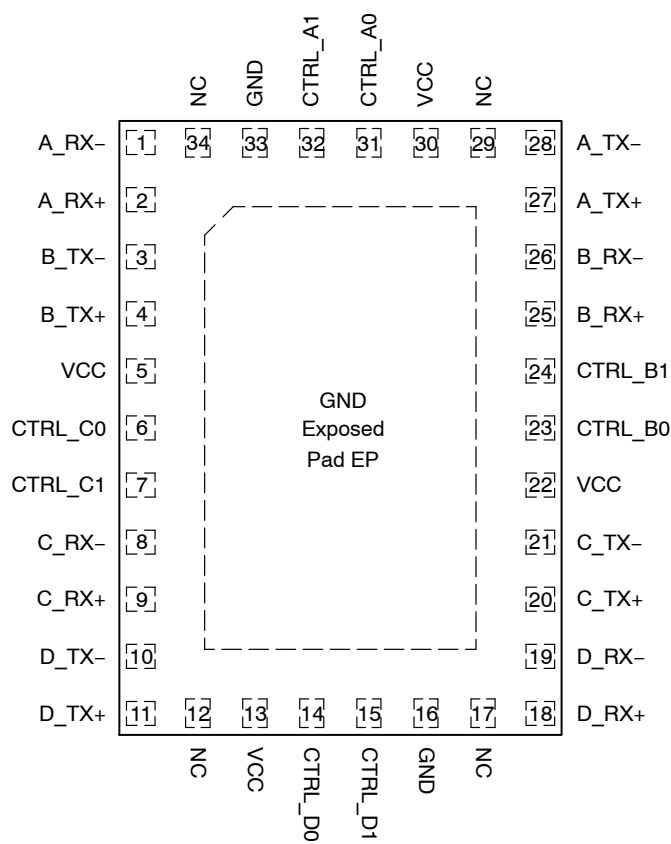 NC
GND
CTRL_A1
CTRL_A0
VCC
NC
A_RX− 1 34 33 32 31 30 29 28 A_TX−
A_RX+ 2 27 A_TX+
B_TX− 3 26 B_RX−
B_TX+ 4 25 B_RX+
VCC 5 24 CTRL_B1
GND
CTRL_C0 6 Exposed 23 CTRL_B0
Pad EP
CTRL_C1 7 22 VCC
C_RX− 8 21 C_TX−
C_RX+ 9 20 C_TX+
D_TX− 10 19 D_RX−
D_TX+ 11 12 13 14 15 16 17 18 D_RX+
NC
VCC
CTRL_D0
CTRL_D1
GND
NC